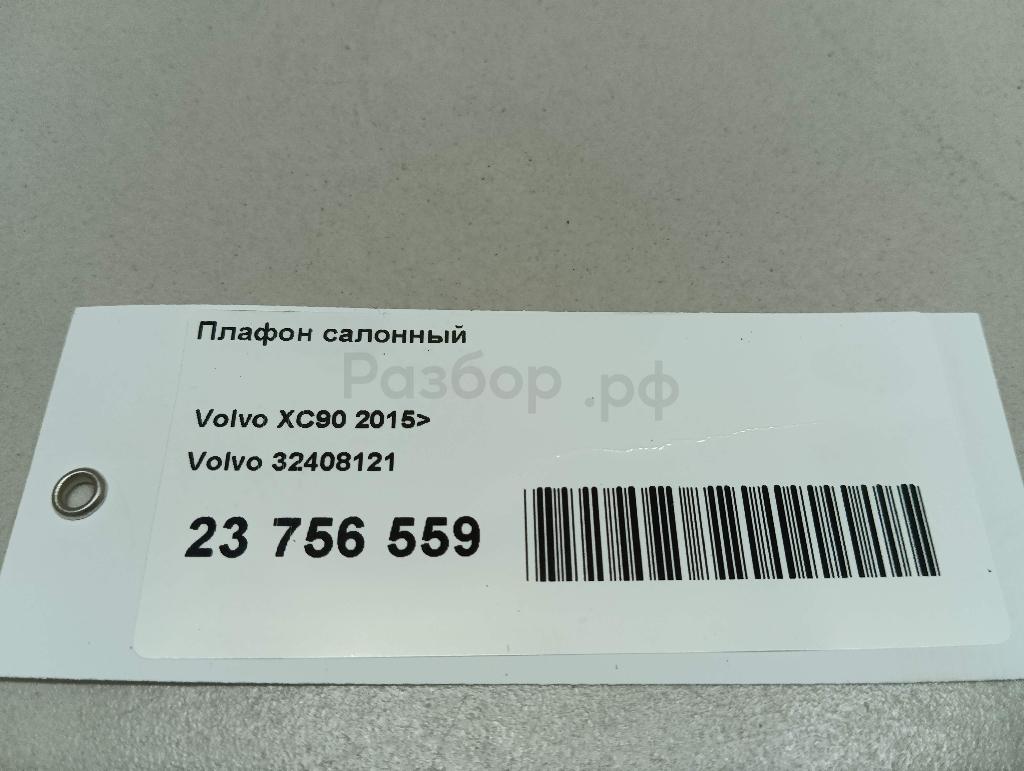 Плафон салонный
Разбор.рф
Volvo XC90 2015>
Volvo 32408121
23 756 559